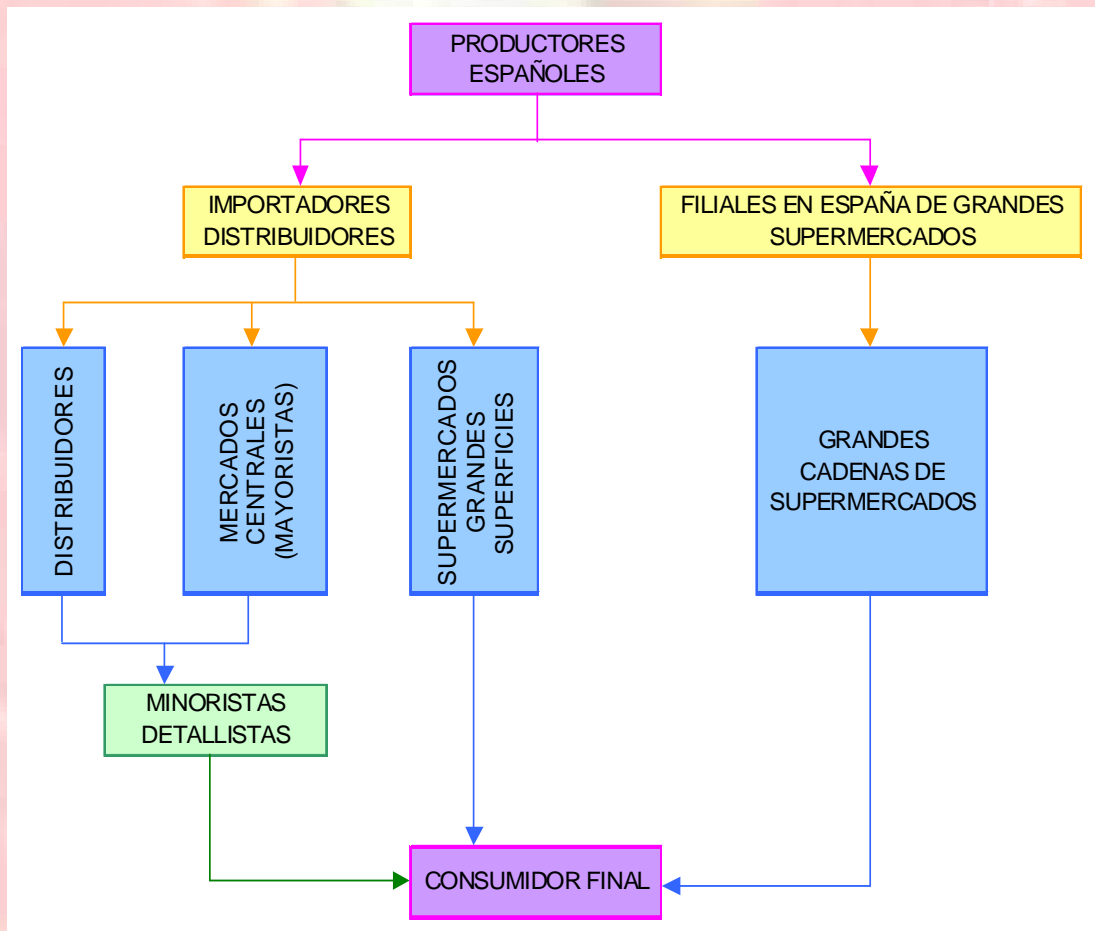 PRODUCTORES
ESPAÑOLES
IMPORTADORES
DISTRIBUIDORES
FILIALES EN ESPAÑA DE GRANDES
SUPERMERCADOS
DISTRIBUIDORES
MERCADOS
CENTRALES
(MAYORISTAS)
SUPERMERCADOS
GRANDES
SUPERFICIES
GRANDES
CADENAS DE
SUPERMERCADOS
MINORISTAS
DETALLISTAS
CONSUMIDOR FINAL